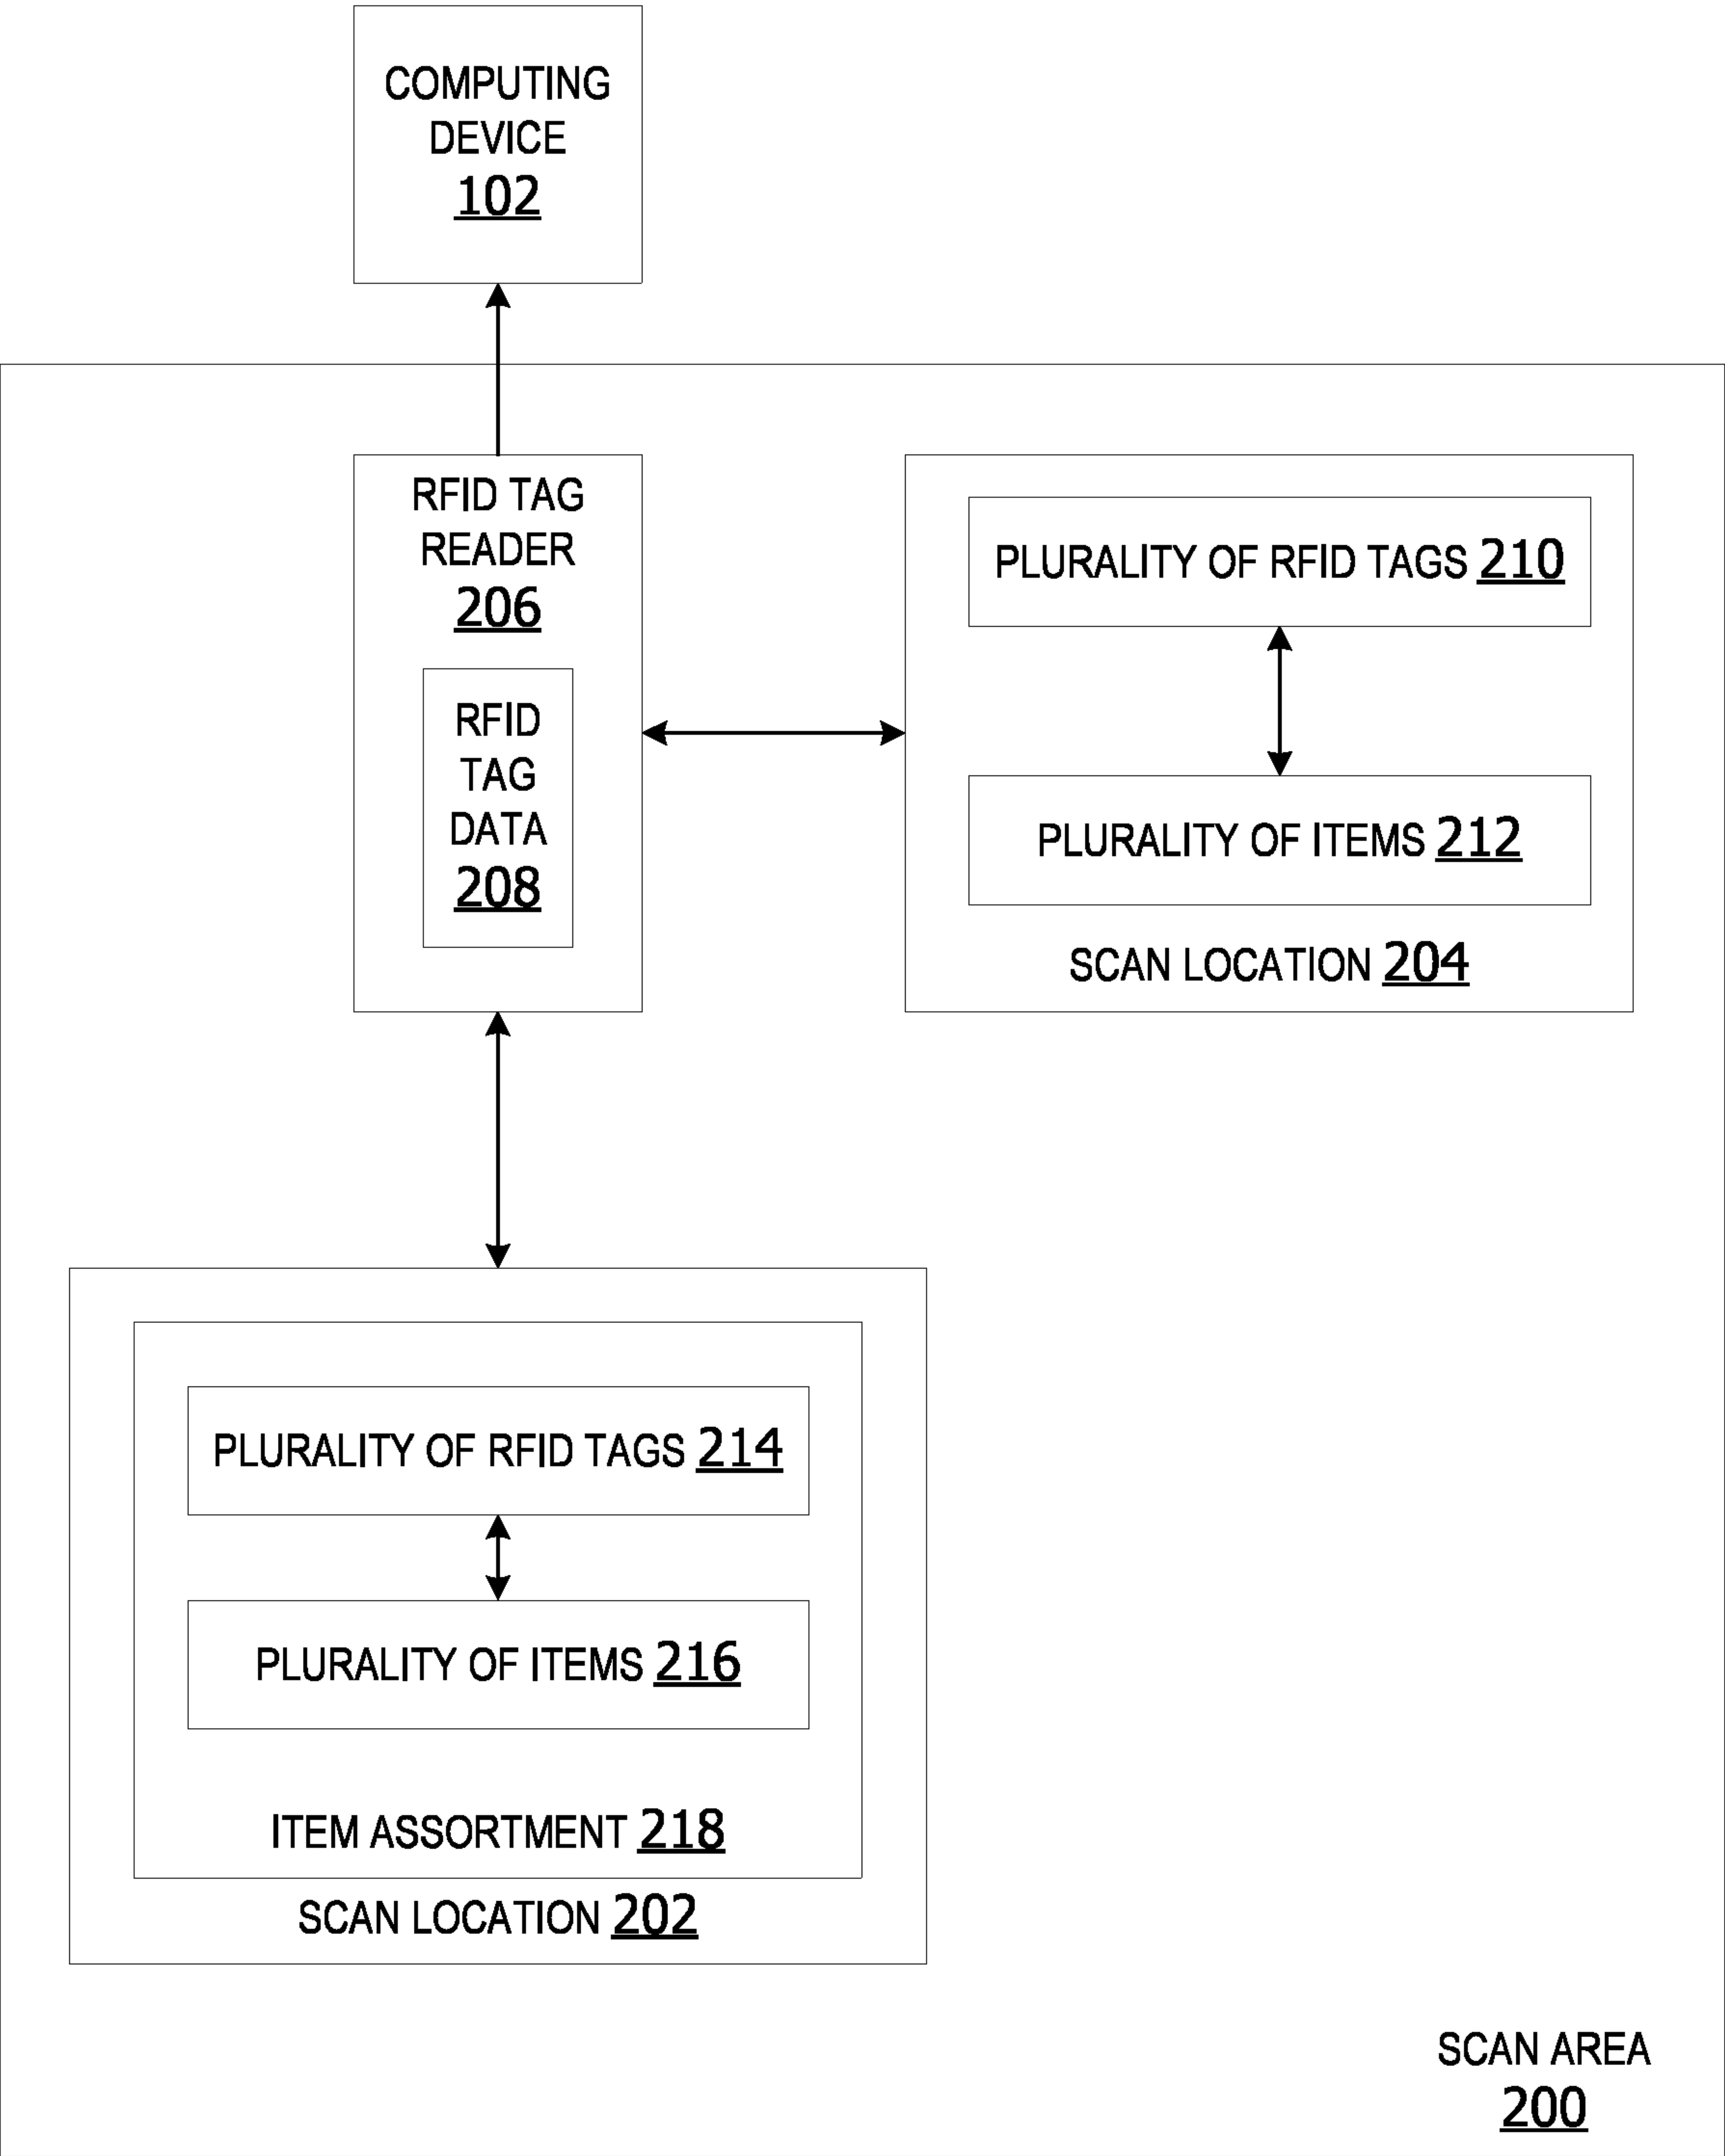 COMPUTING
DEVICE
102
RFID TAG
READER
206
RFID
TAG
DATA
208
PLURALITY OF RFID TAGS 210
PLURALITY OF ITEMS 212
SCAN LOCATION 204
PLURALITY OF RFID TAGS 214
PLURALITY OF ITEMS 216
ITEM ASSORTMENT 218
SCAN LOCATION 202
SCAN AREA
200